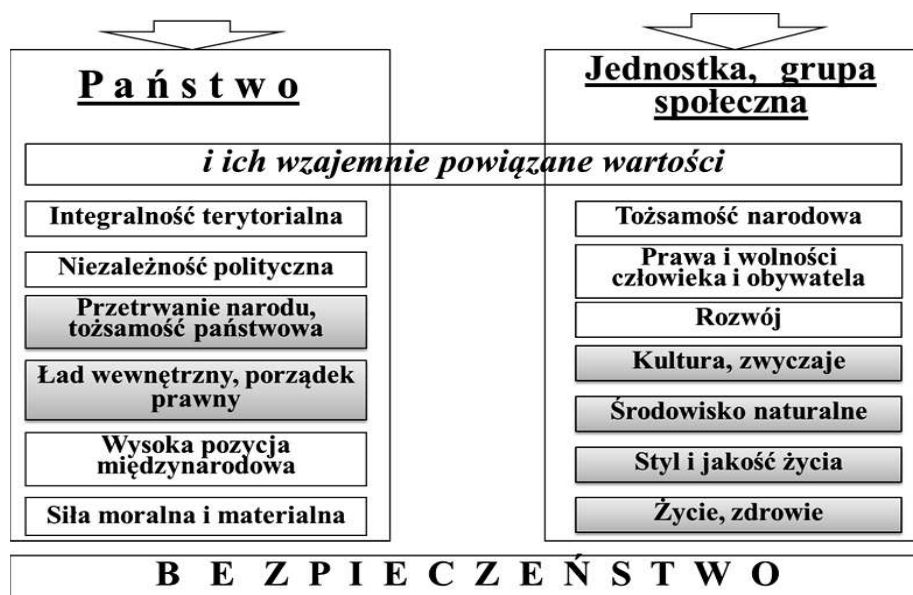 Państwo
Jednostka, grupa
społeczna
i ich wzajemnie powiązane wartości
Integralność terytorialna
Niezależność polityczna
Przetrwanie narodu,
tożsamość państwowa
Ład wewnętrzny, porządek
prawny
Wysoka pozycja
międzynarodowa
Siła moralna i materialna
Tożsamość narodowa
Prawa i wolności
człowieka i obywatela
Rozwój
Kultura, zwyczaje
Środowisko naturalne
Styl i jakość życia
Życie, zdrowie
BEZPIECZEŃSTWO